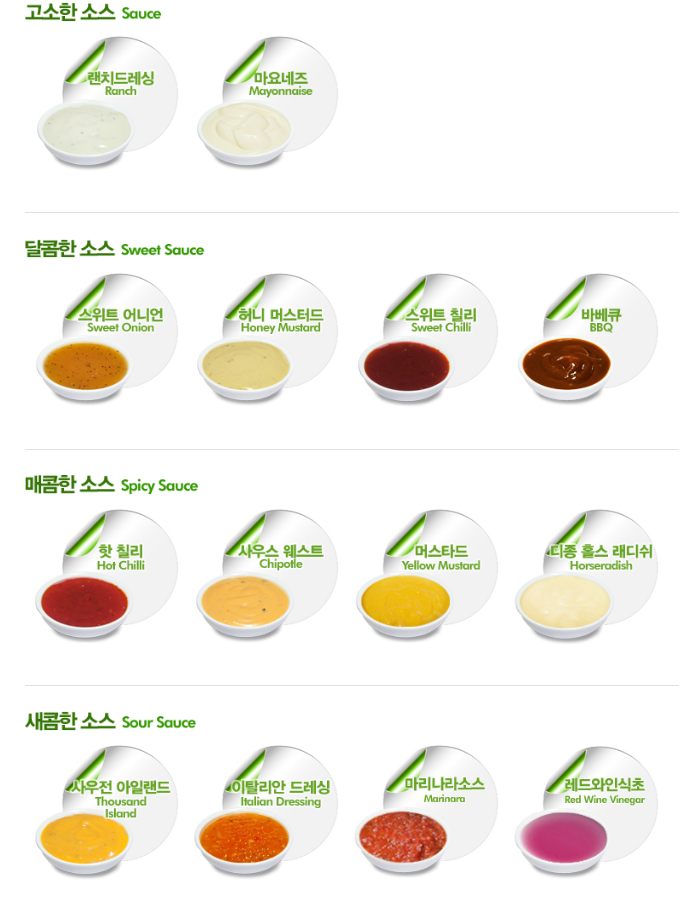 고소한 소스 Sauce
랜치드레싱
Ranch
마요네즈
Mayonnaise
달콤한 소스 Sweet Sauce
스위트 어니언
Sweet Onion
허니 머스터드
Honey Mustard
스위트 칠리
Sweet Chilli
바베큐
BBQ
매콤한 소스 Spicy Sauce
핫 칠리
Hot Chilli
사우스 웨스트
Chipotle
머스타드
Yellow Mustard
디종 홀스 래디쉬
Horseradish
새콤한 소스 Sour Sauce
사우전 아일랜드
Thousand
Island
이탈리안 드레싱
Italian Dressing
마리나라소스
Marinara
레드와인식초
Red Wine Vinegar